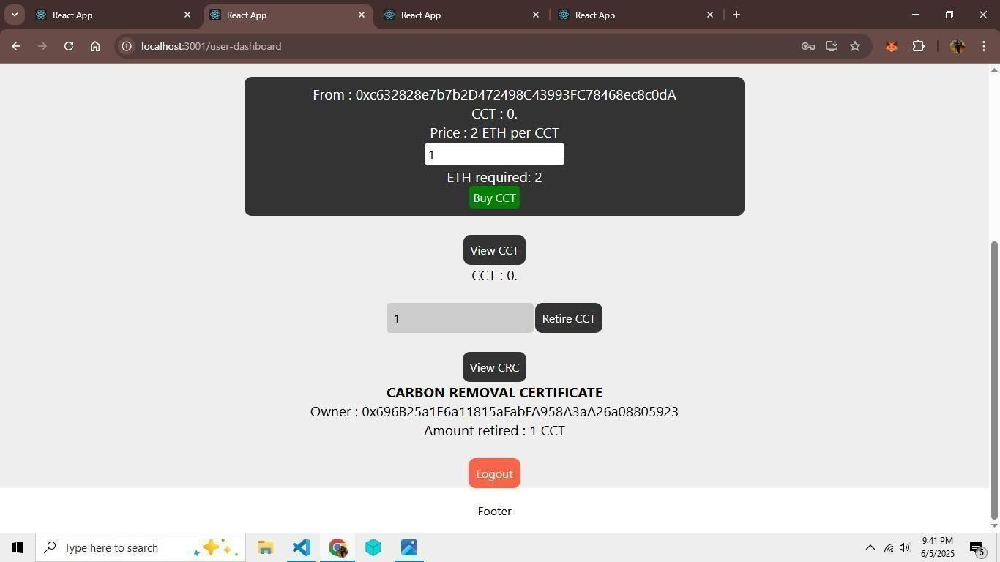 React App
React App
React App
React App
localhost:3001/user-dashboard
From : 0xc632828e7b7b2D472498C43993FC78468ec8c0dA
CCT : 0.
Price : 2 ETH per CCT
1
ETH required: 2
Buy CCT
View CCT
CCT : 0.
1 Retire CCT
View CRC
CARBON REMOVAL CERTIFICATE
Owner : 0x696B25a1E6a11815aFabFA958A3aA26a08805923
Amount retired : 1 CCT
Logout
Footer
Type here to search
9:41 PM
6/5/2025
6